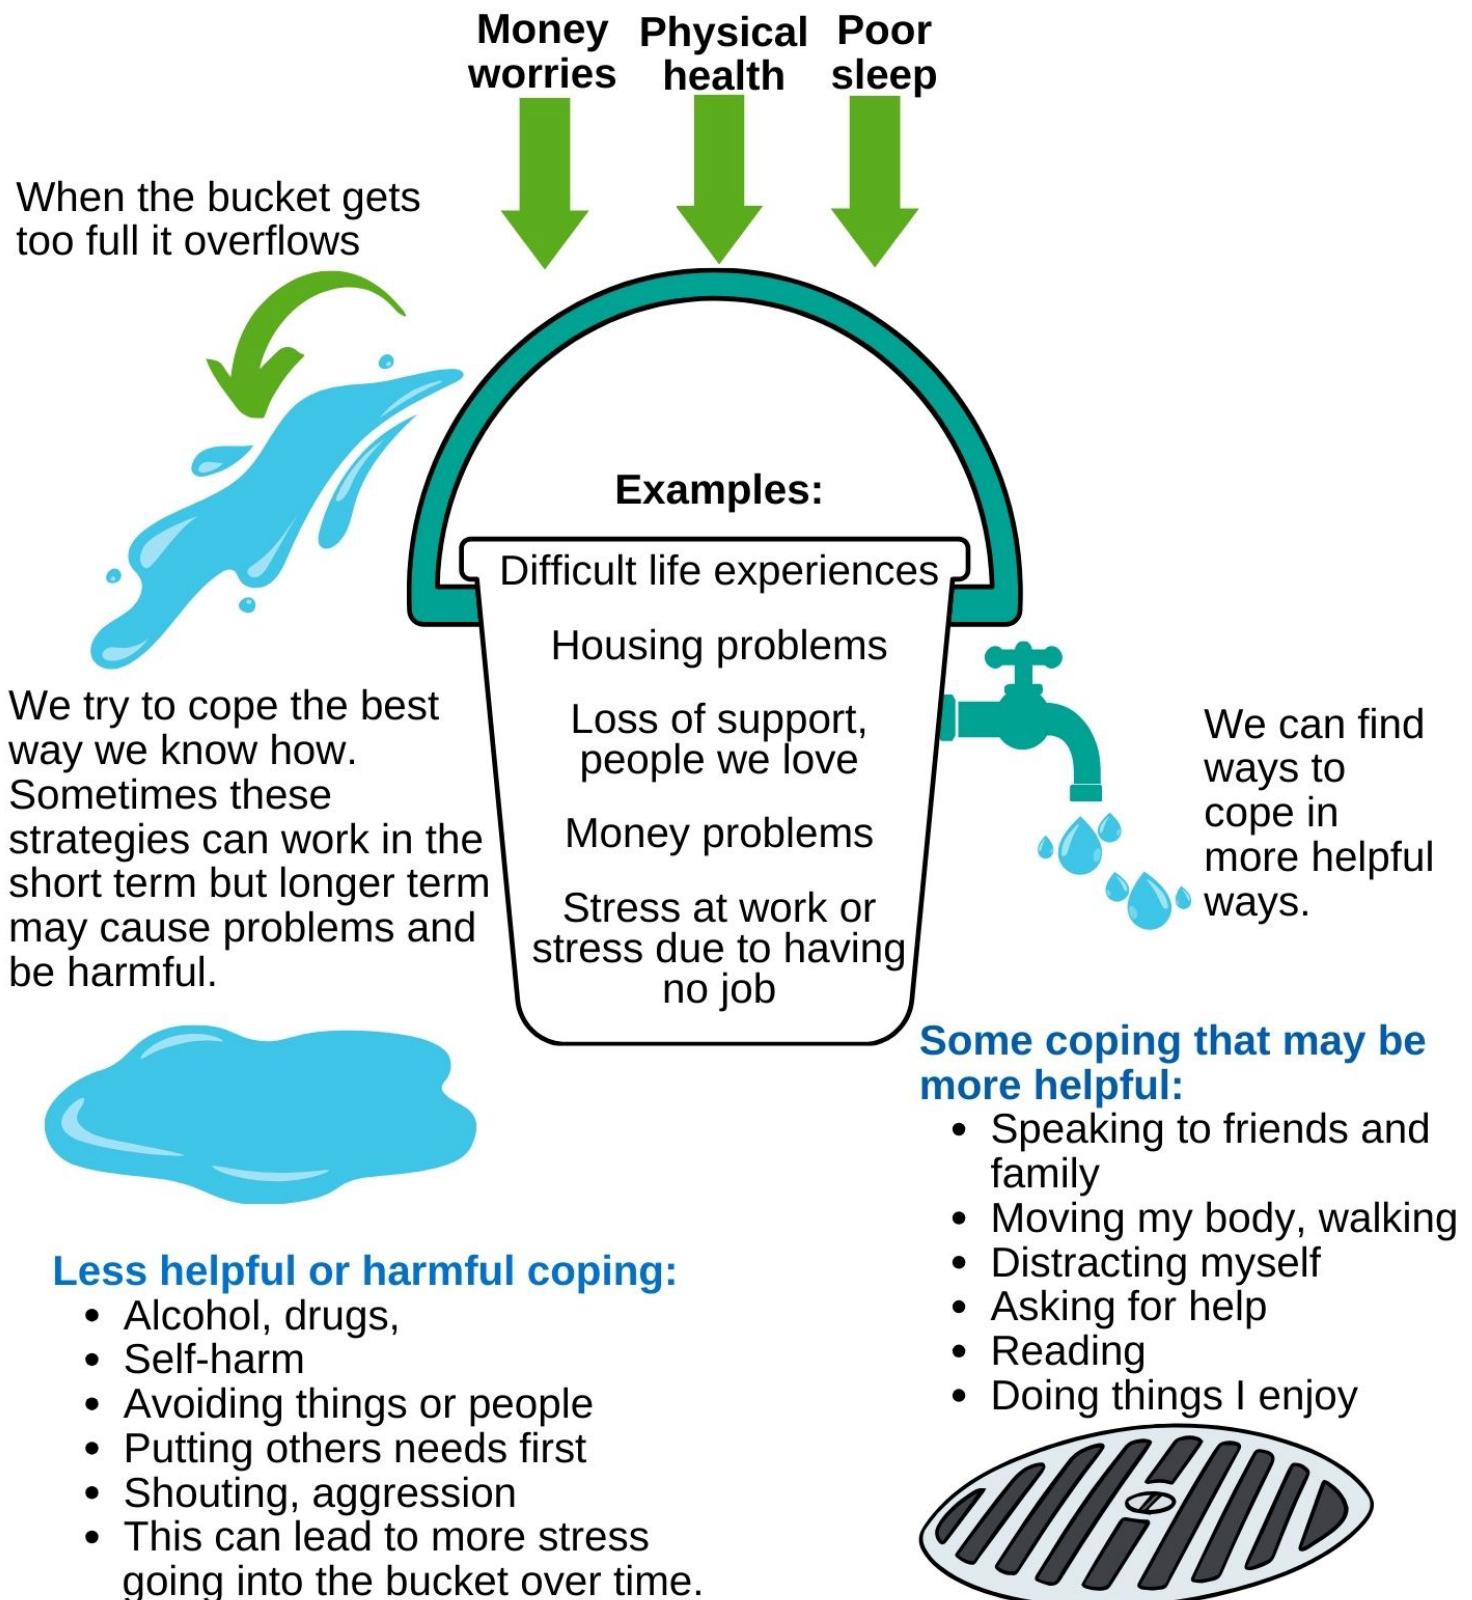 Money
worries
Physical
health
Poor
sleep
When the bucket gets
too full it overflows
Examples:
Difficult life experiences
Housing problems
Loss of support,
people we love
Money problems
Stress at work or
stress due to having
no job
We try to cope the best
way we know how.
Sometimes these
strategies can work in the
short term but longer term
may cause problems and
be harmful.
We can find
ways to
cope in
more helpful
ways.
Some coping that may be
more helpful:
• Speaking to friends and
family
• Moving my body, walking
• Distracting myself
• Asking for help
• Reading
• Doing things I enjoy
Less helpful or harmful coping:
• Alcohol, drugs,
• Self-harm
• Avoiding things or people
• Putting others needs first
• Shouting, aggression
• This can lead to more stress
going into the bucket over time.